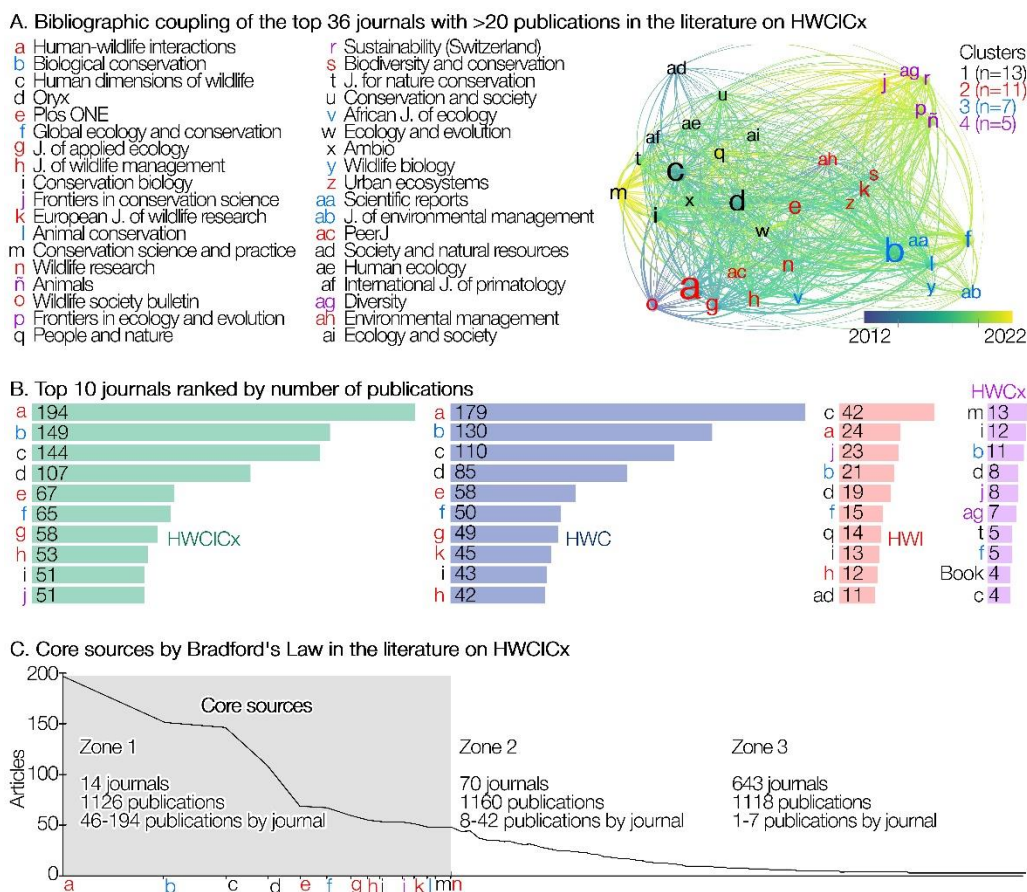 A. Bibliographic coupling of the top 36 journals with >20 publications in the literature on HWCICx
a Human-wildlife interactions
b Biological conservation
c Human dimensions of wildlife
d Oryx
e Plos ONE
f Global ecology and conservation
g J. of applied ecology
h J. of wildlife management
i Conservation biology
j Frontiers in conservation science
k European J. of wildlife research
l Animal conservation
m Conservation science and practice
n Wildlife research
ñ Animals
o Wildlife society bulletin
p Frontiers in ecology and evolution
q People and nature
r Sustainability (Switzerland)
s Biodiversity and conservation
t J. for nature conservation
u Conservation and society
v African J. of ecology
w Ecology and evolution
x Ambio
y Wildlife biology
z Urban ecosystems
aa Scientific reports
ab J. of environmental management
ac PeerJ
ad Society and natural resources
ae Human ecology
af International J. of primatology
ag Diversity
ah Environmental management
ai Ecology and society
ad
ag
j
r
u
p
ñ
ae
af
ai
t
q
c
ah
s
m
k
x
d
e
z
i
w
b
aa
f
l
n
ac
a
o
g
h
v
y
ab
Clusters
1 (n=13)
2 (n=11)
3 (n=7)
4 (n=5)
2012 2022
B. Top 10 journals ranked by number of publications
a 194
b 149
c 144
d 107
e 67
f 65
g 58
h 53
i 51
j 51
HWCICx
a 179
b 130
c 110
d 85
e 58
f 50
g 49
k 45
i 43
h 42
HWC
c 42
a 24
j 23
b 21
d 19
f 15
q 14
i 13
h 12
ad 11
HWI
HWCx
m 13
i 12
b 11
d 8
j 8
ag 7
t 5
f 5
Book 4
c 4
C. Core sources by Bradford's Law in the literature on HWCICx
Articles
200
150
100
50
0
Core sources
Zone 1
14 journals
1126 publications
46-194 publications by journal
Zone 2
70 journals
1160 publications
8-42 publications by journal
Zone 3
643 journals
1118 publications
1-7 publications by journal
a b c d e f g h i j k l m n